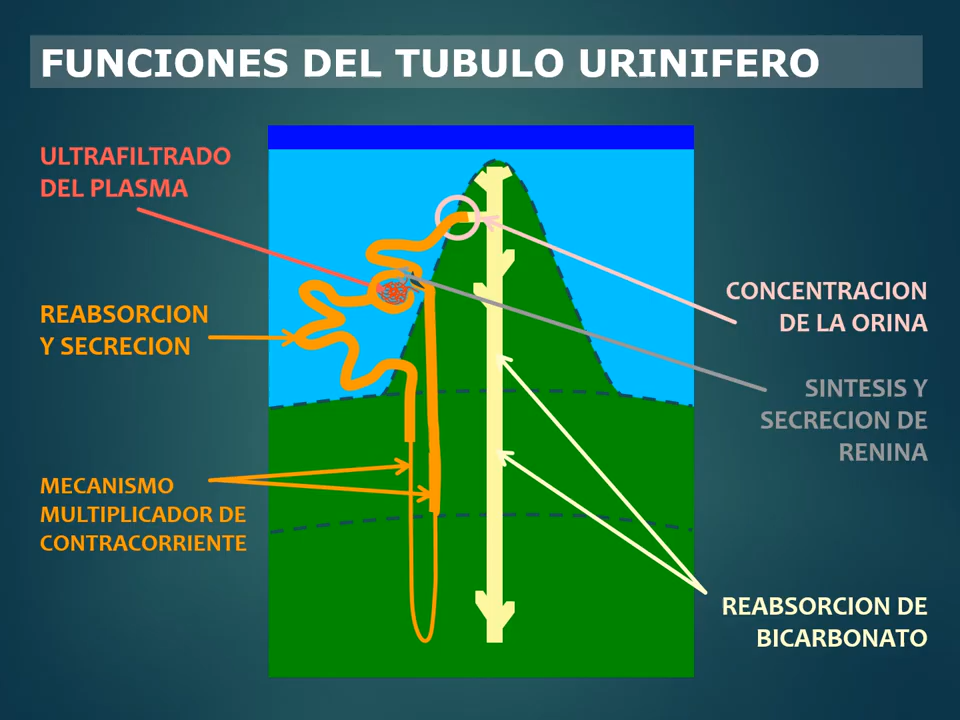 FUNCIONES DEL TUBULO URINIFERO
ULTRAFILTRADO
DEL PLASMA
REABSORCION
Y SECRECION
MECANISMO
MULTIPLICADOR DE
CONTRACORRIENTE
CONCENTRACION
DE LA ORINA
SINTESIS Y
SECRECION DE
RENINA
REABSORCION DE
BICARBONATO